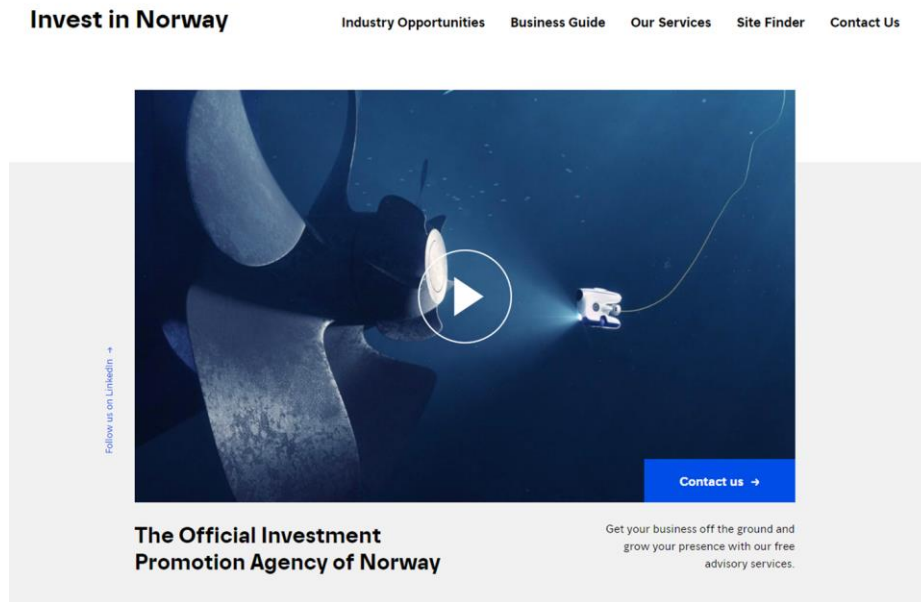 Invest in Norway
Industry Opportunities Business Guide Our Services Site Finder Contact Us
Follow us on LinkedIn →
Contact us →
The Official Investment
Promotion Agency of Norway
Get your business off the ground and
grow your presence with our free
advisory services.